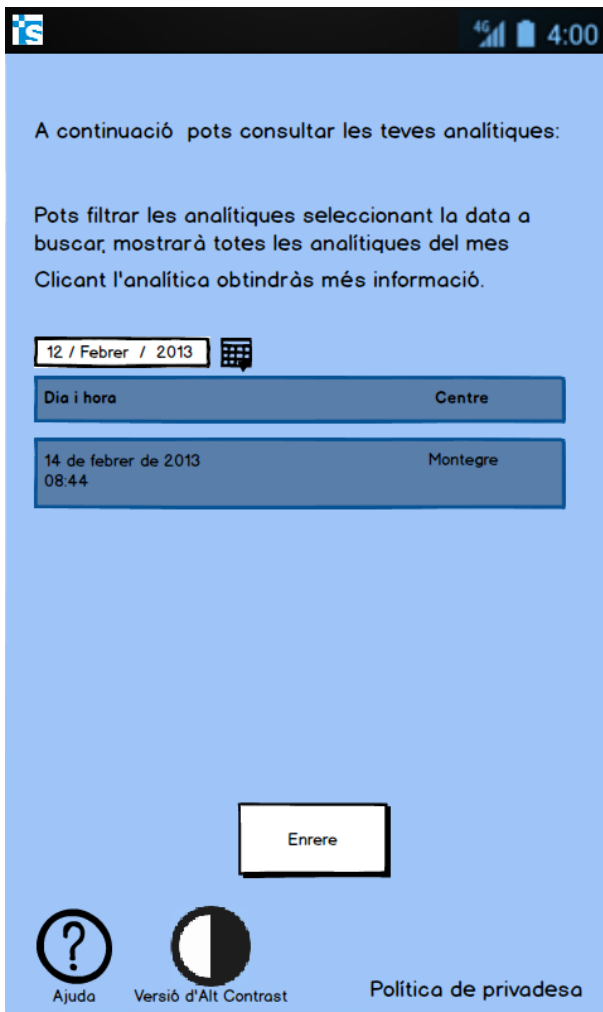 is
4G 4:00
A continuació pots consultar les teves analítiques:
Pots filtrar les analítiques seleccionant la data a
buscar, mostrarà totes les analítiques del mes
Clicant l'analítica obtindràs més informació.
12 / Febrer / 2013
Dia i hora Centre
14 de febrer de 2013 Montegre
08:44
Enrere
?
Ajuda Versió d'Alt Contrast Política de privadesa